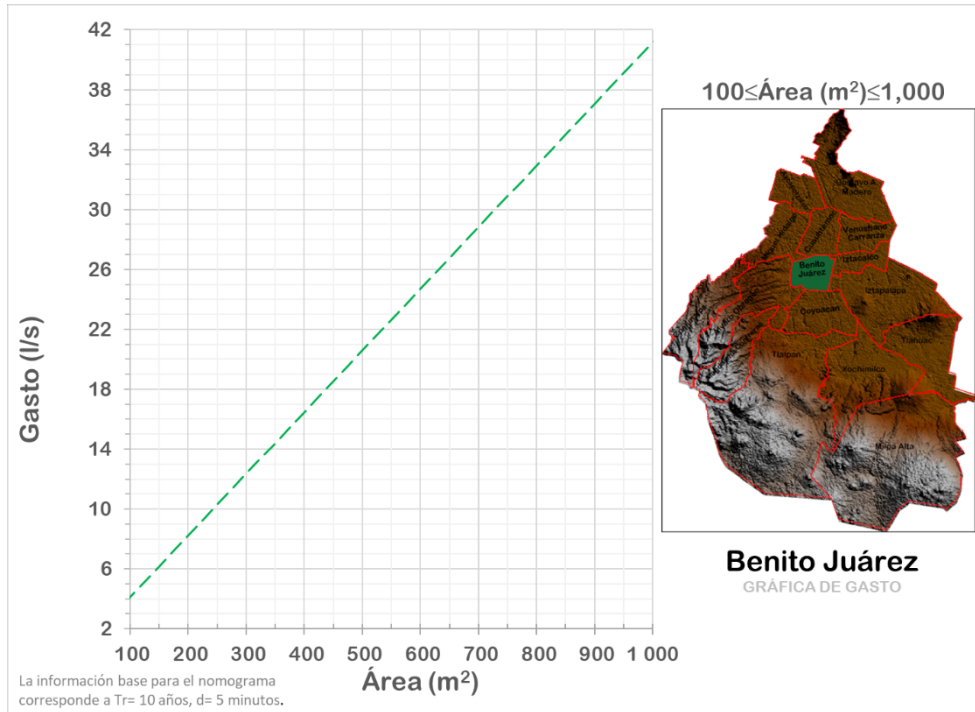 42
38
34
30
26
22
18
14
10
6
2
Gasto (l/s)
100 200 300 400 500 600 700 800 900 1 000
Área (m²)
La información base para el nomograma
corresponde a Tr= 10 años, d= 5 minutos.
100≤Área (m²)≤1,000
Madero
Venustiano
Carranza
Iztacalco
Benito
Juárez
Iztapalapa
Coyoacán
Tláhuac
Tlalpan
Xochimilco
Milpa Alta
Benito Juárez
GRÁFICA DE GASTO